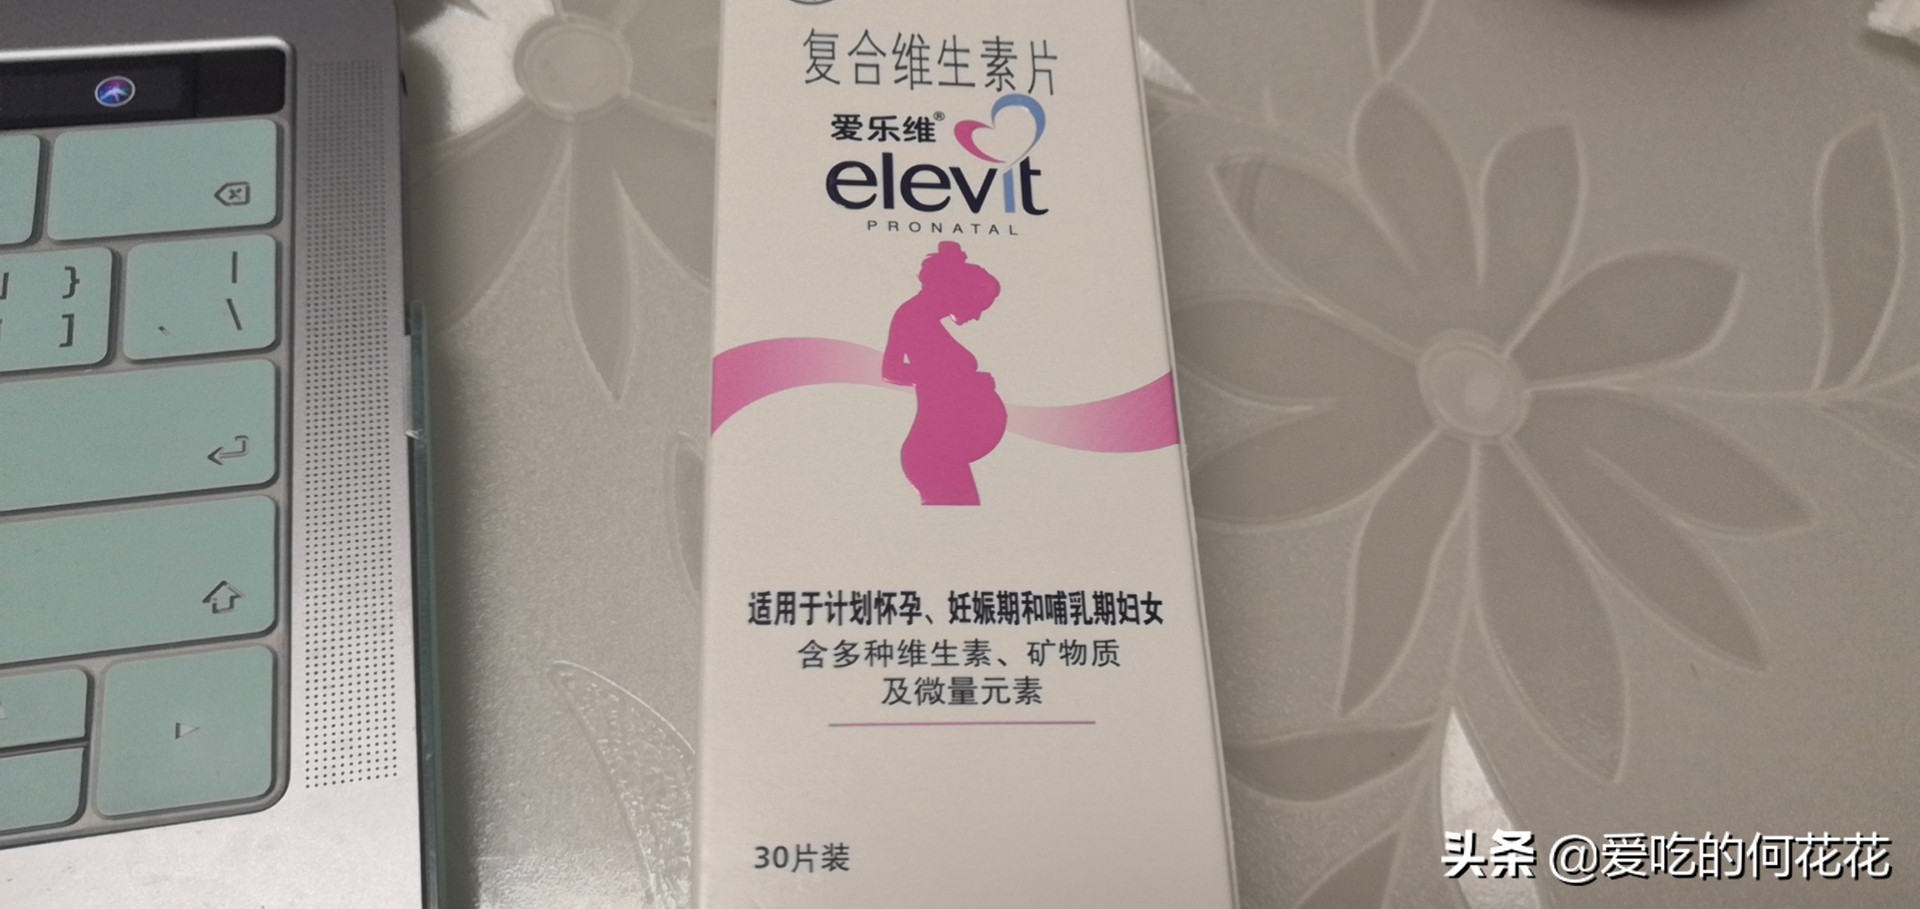 复合维生素片
爱乐维®
elevit
PRONATAL
适用于计划怀孕、妊娠期和哺乳期妇女
含多种维生素、矿物质
及微量元素
30片装
} 
]
|
\
、
头条 @爱吃的何花花